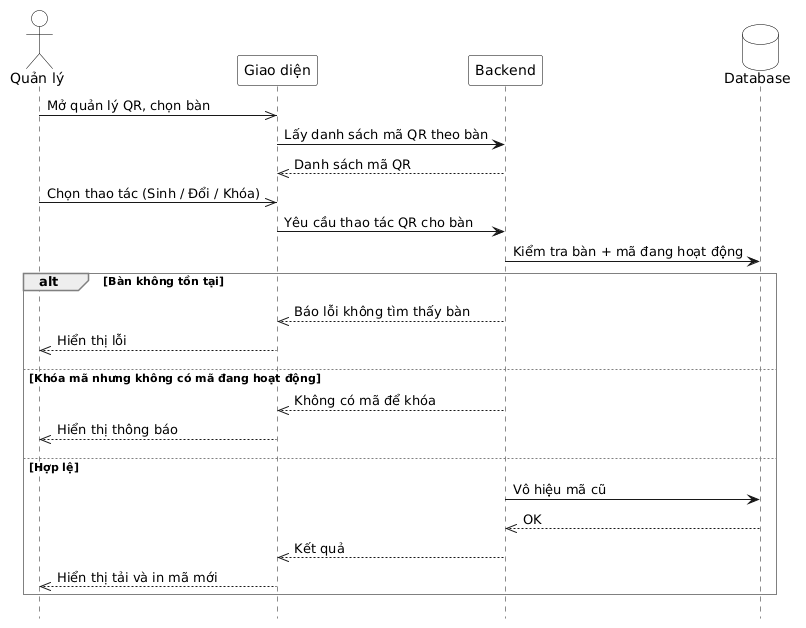 Quản lý
Giao diện
Backend
Database
Mở quản lý QR, chọn bàn
Lấy danh sách mã QR theo bàn
Danh sách mã QR
Chọn thao tác (Sinh / Đổi / Khóa)
Yêu cầu thao tác QR cho bàn
Kiểm tra bàn + mã đang hoạt động
alt [Bàn không tồn tại]
Báo lỗi không tìm thấy bàn
Hiển thị lỗi
[Khóa mã nhưng không có mã đang hoạt động]
Không có mã để khóa
Hiển thị thông báo
[Hợp lệ]
Vô hiệu mã cũ
OK
Kết quả
Hiển thị tải và in mã mới